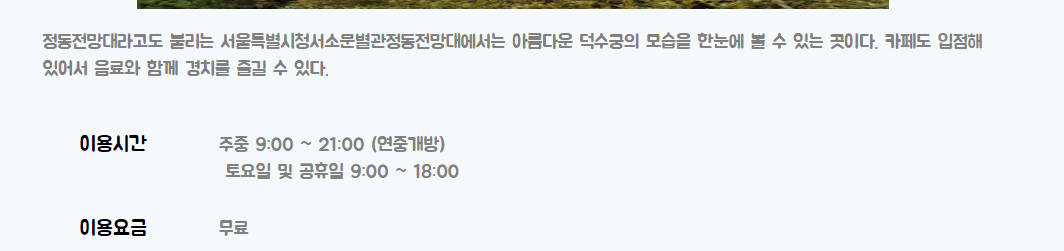 정동전망대라고도 불리는 서울특별시청서소문별관정동전망대에서는 아름다운 덕수궁의 모습을 한눈에 볼 수 있는 곳이다. 카페도 입점해
있어서 음료와 함께 경치를 즐길 수 있다.
이용시간 주중 9:00 ~ 21:00 (연중개방)
토요일 및 공휴일 9:00 ~ 18:00
이용요금 무료